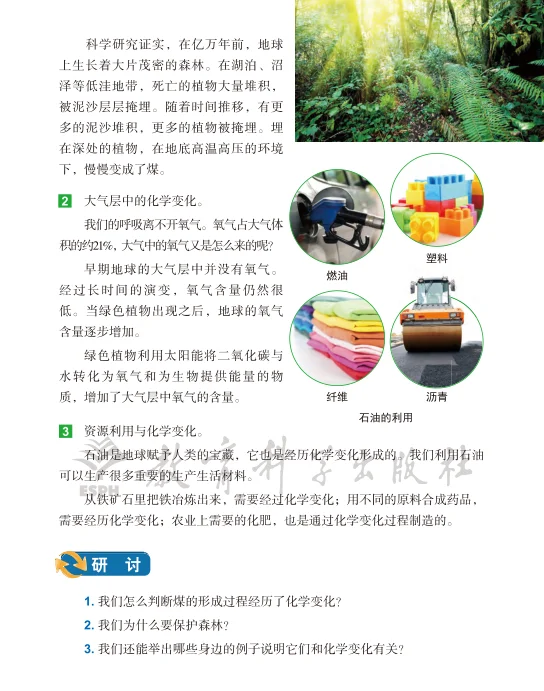 科学研究证实，在亿万年前，地球
上生长着大片茂密的森林。在湖泊、沼
泽等低洼地带，死亡的植物大量堆积，
被泥沙层层掩埋。随着时间推移，有更
多的泥沙堆积，更多的植物被掩埋。埋
在深处的植物，在地底高温高压的环境
下，慢慢变成了煤。
2 大气层中的化学变化。
我们的呼吸离不开氧气。氧气占大气体
积的约21%，大气中的氧气又是怎么来的呢？
早期地球的大气层中并没有氧气。
经过长时间的演变，氧气含量仍然很
低。当绿色植物出现之后，地球的氧气
含量逐步增加。
绿色植物利用太阳能将二氧化碳与
水转化为氧气和为生物提供能量的物
质，增加了大气层中氧气的含量。
燃油
塑料
纤维
沥青
石油的利用
3 资源利用与化学变化。
石油是地球赋予人类的宝藏，它也是经历化学变化形成的。我们利用石油
可以生产很多重要的生产生活材料。
教育科学出版社
ESPH
从铁矿石里把铁冶炼出来，需要经过化学变化；用不同的原料合成药品，
需要经历化学变化；农业上需要的化肥，也是通过化学变化过程制造的。
研 讨
1. 我们怎么判断煤的形成过程经历了化学变化？
2. 我们为什么要保护森林？
3. 我们还能举出哪些身边的例子说明它们和化学变化有关？